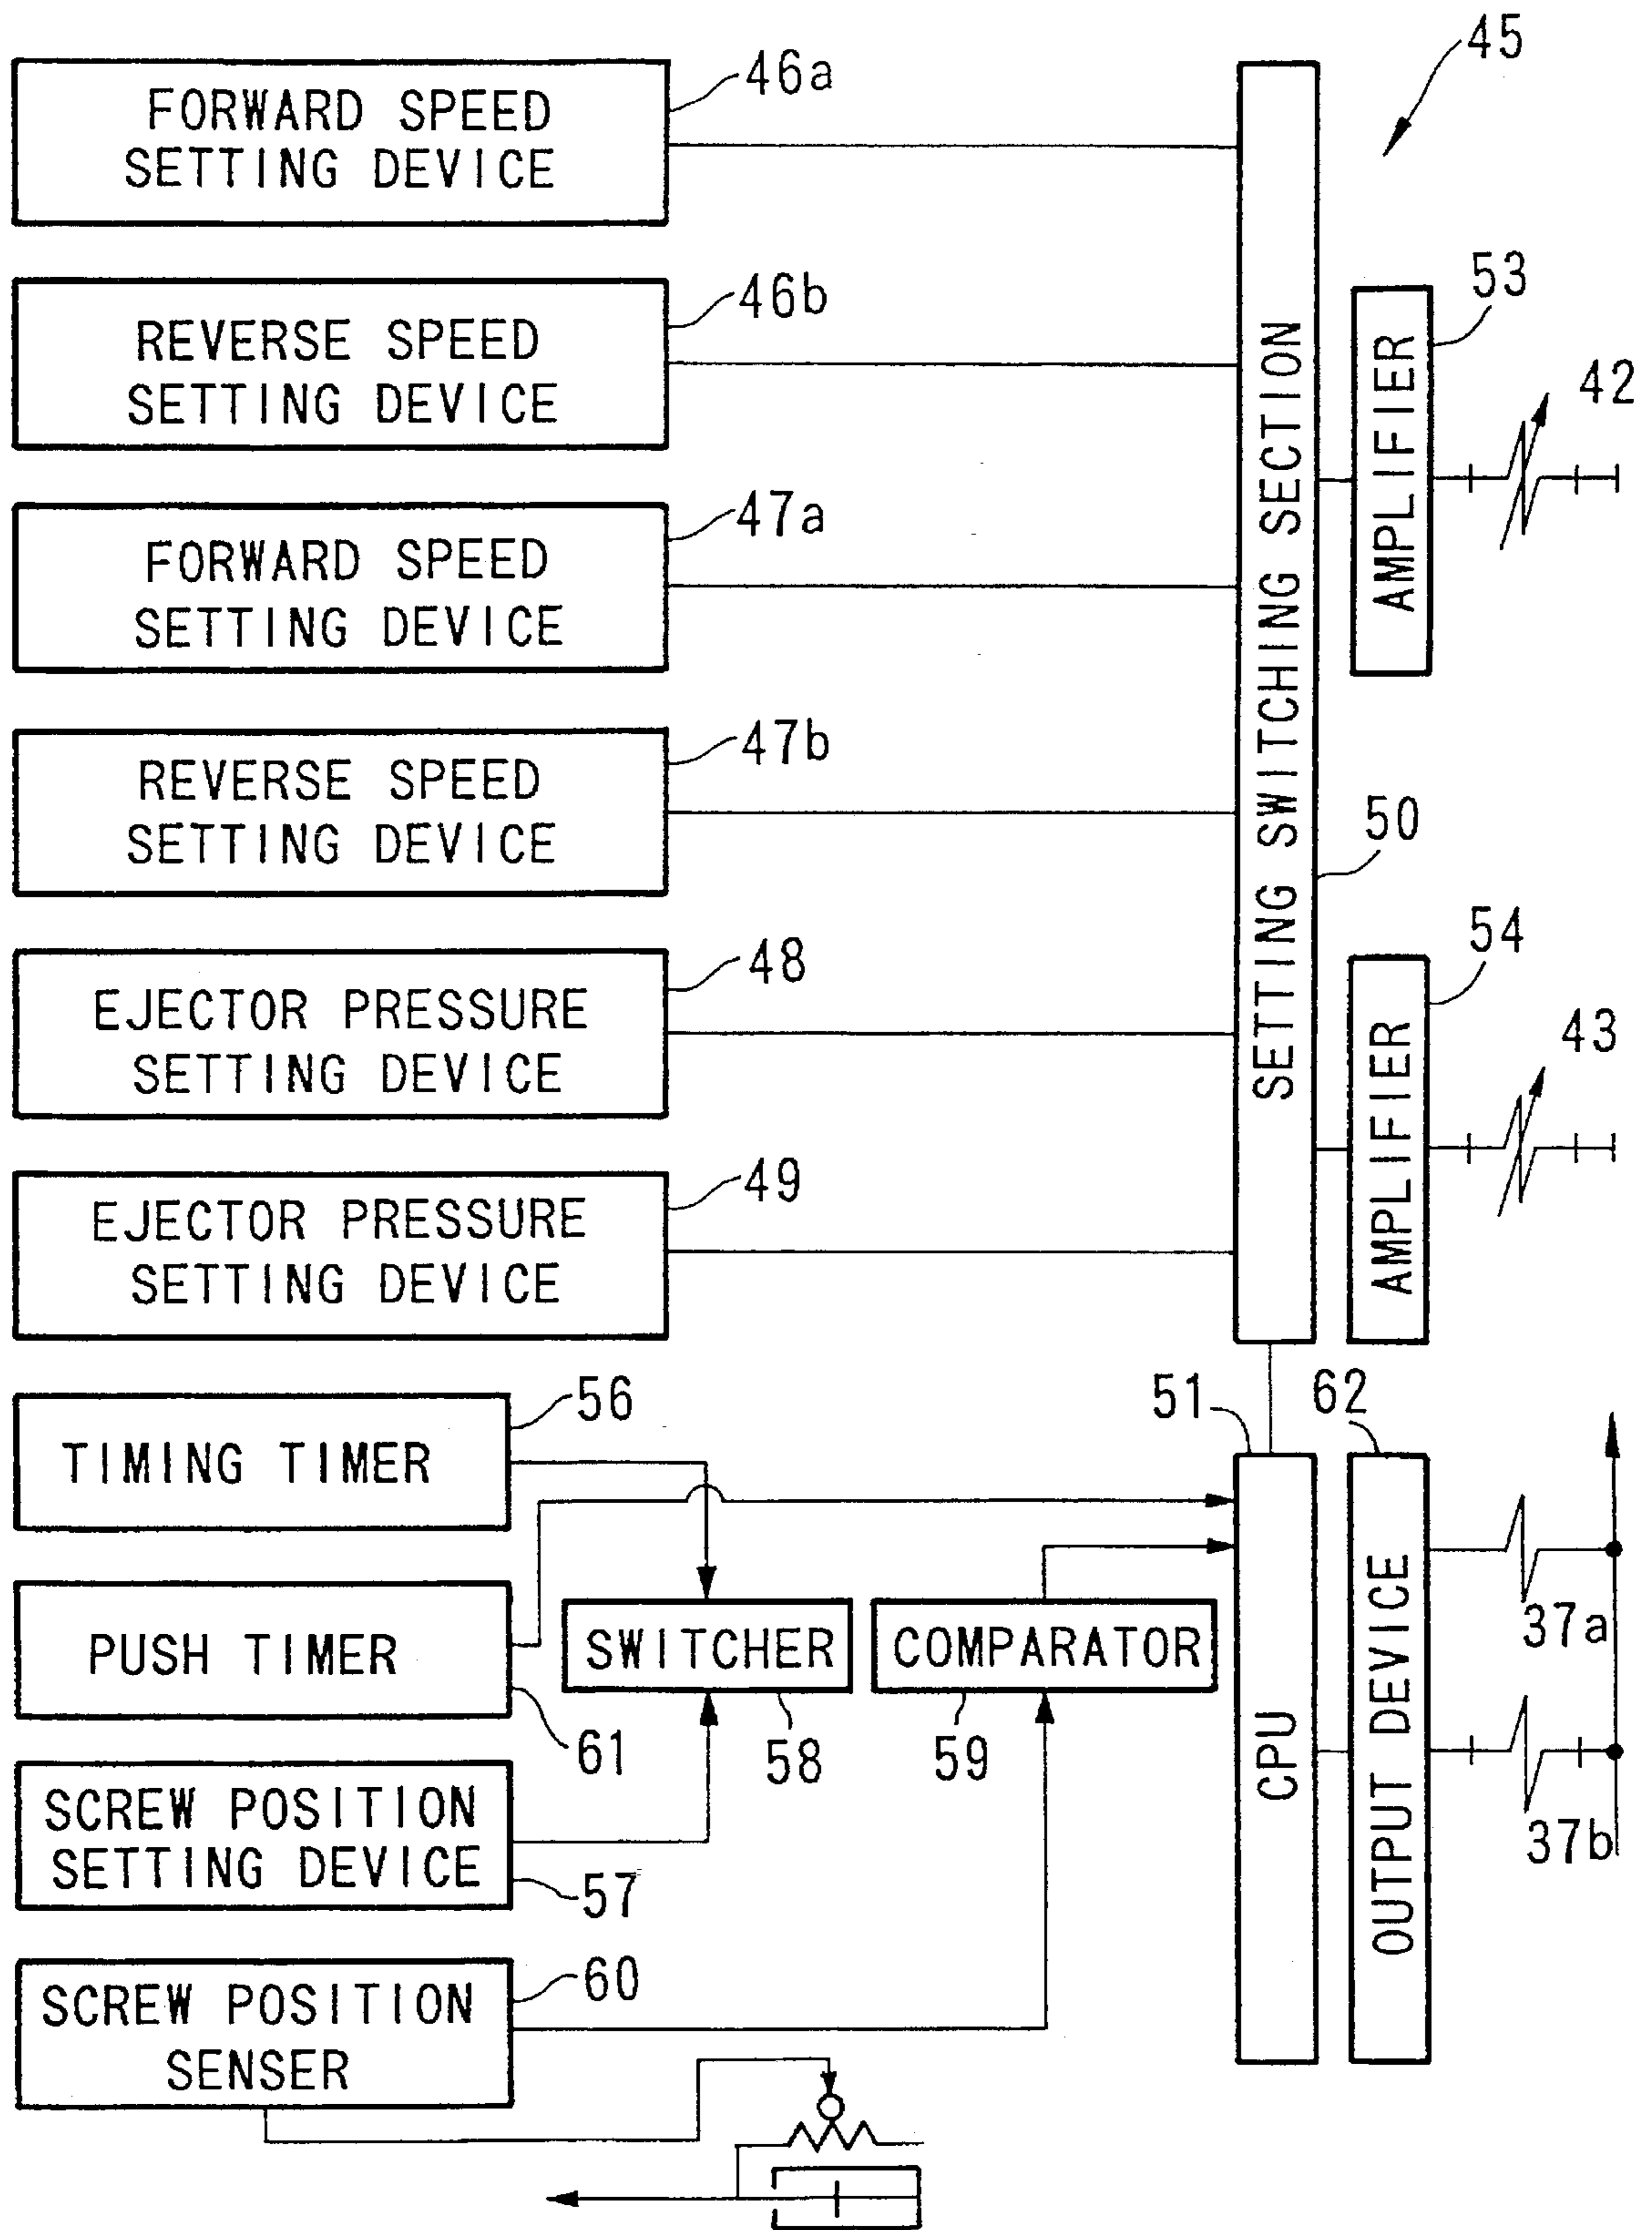 45
46a
FORWARD SPEED
SETTING DEVICE
46b
REVERSE SPEED
SETTING DEVICE
47a
FORWARD SPEED
SETTING DEVICE
47b
REVERSE SPEED
SETTING DEVICE
48
EJECTOR PRESSURE
SETTING DEVICE
49
EJECTOR PRESSURE
SETTING DEVICE
SETTING SWITCHING SECTION
50
53
AMPLIFIER
42
54
AMPLIFIER
43
56
TIMING TIMER
PUSH TIMER
61
SWITCHER
58
COMPARATOR
59
51
CPU
62
OUTPUT DEVICE
37a
37b
SCREW POSITION
SETTING DEVICE
57
60
SCREW POSITION
SENSER